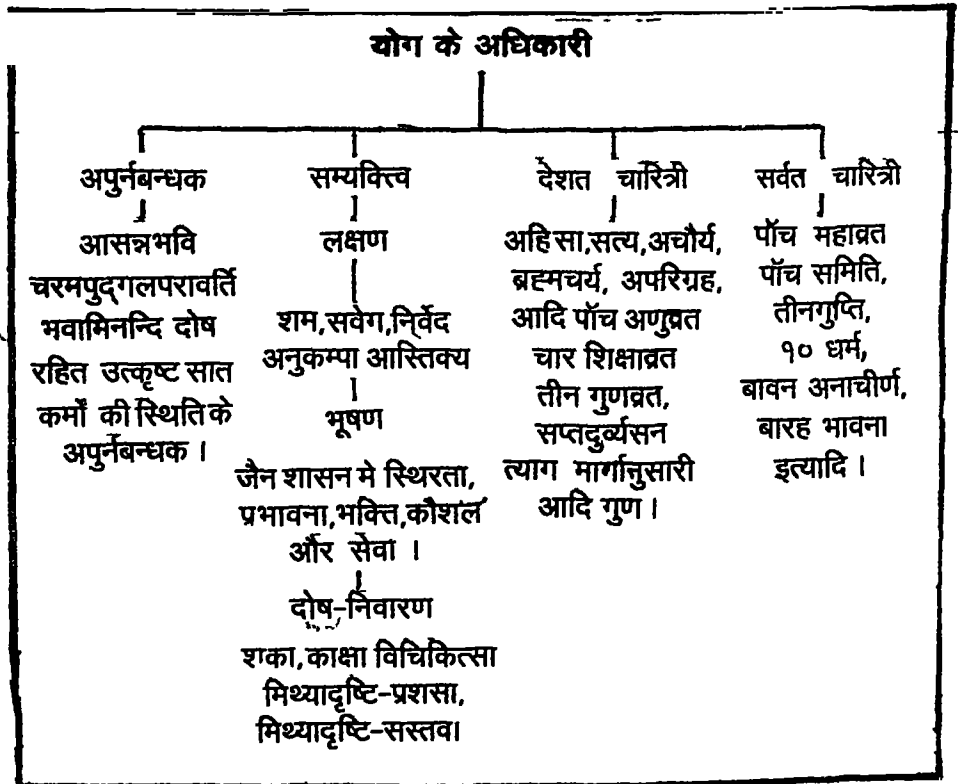 योग के अधिकारी
अपुर्नबन्धक
आसन्नभवि
चरमपुद्गलपरावर्ति
भवामिनन्दि दोष
रहित उत्कृष्ट सात
कर्मों की स्थिति के
अपुर्नबन्धक ।
सम्यक्त्वि
लक्षण
शम,सवेग,निर्वेद
अनुकम्पा आस्तिक्य
भूषण
जैन शासन मे स्थिरता,
प्रभावना,भक्ति,कौशल
और सेवा ।
दोष-निवारण
शका,काक्षा विचिकित्सा
मिथ्यादृष्टि-प्रशसा,
मिथ्यादृष्टि-सस्तव।
देशत चारित्री
अहिसा,सत्य,अचौर्य,
ब्रह्मचर्य, अपरिग्रह,
आदि पॉच अणुव्रत
चार शिक्षाव्रत
तीन गुणव्रत,
सप्तदुर्व्यसन
त्याग मार्गानुसारी
आदि गुण ।
सर्वत चारित्री
पॉच महाव्रत
पॉच समिति,
तीनगुप्ति,
१० धर्म,
बावन अनाचीर्ण,
बारह भावना
इत्यादि ।